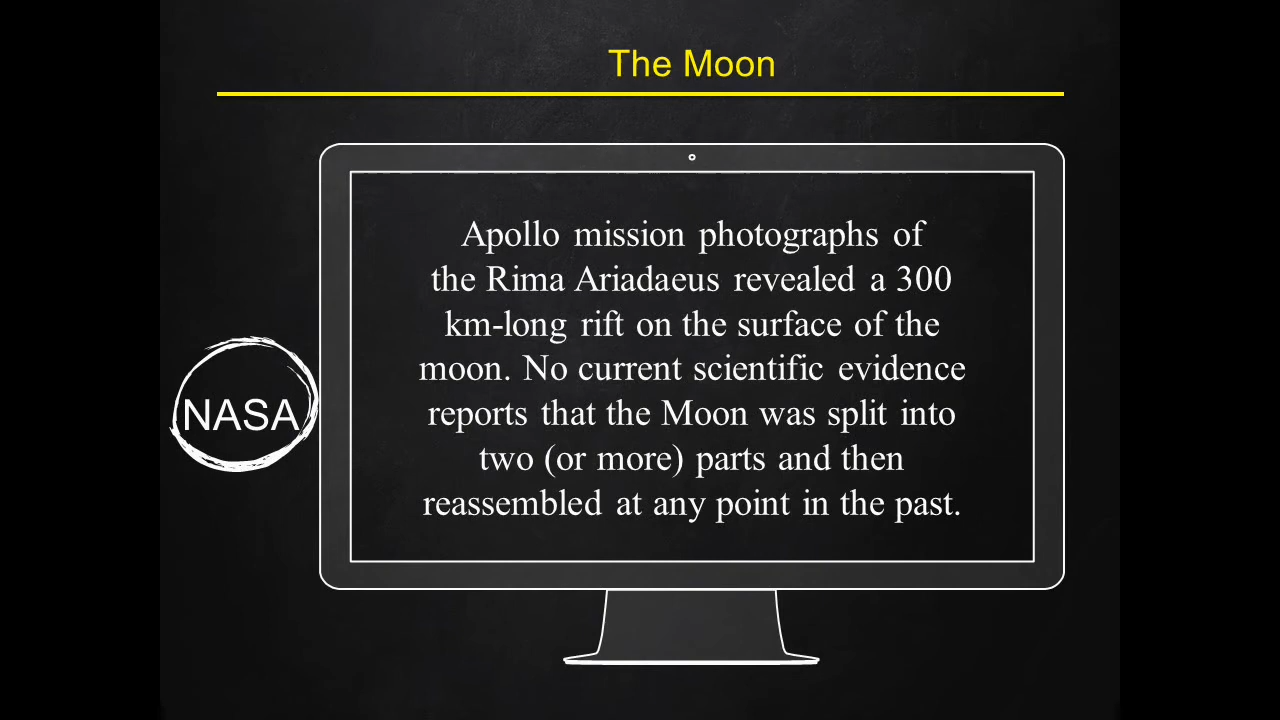 The Moon
Apollo mission photographs of
the Rima Ariadaeus revealed a 300
km-long rift on the surface of the
moon. No current scientific evidence
reports that the Moon was split into
two (or more) parts and then
reassembled at any point in the past.
NASA